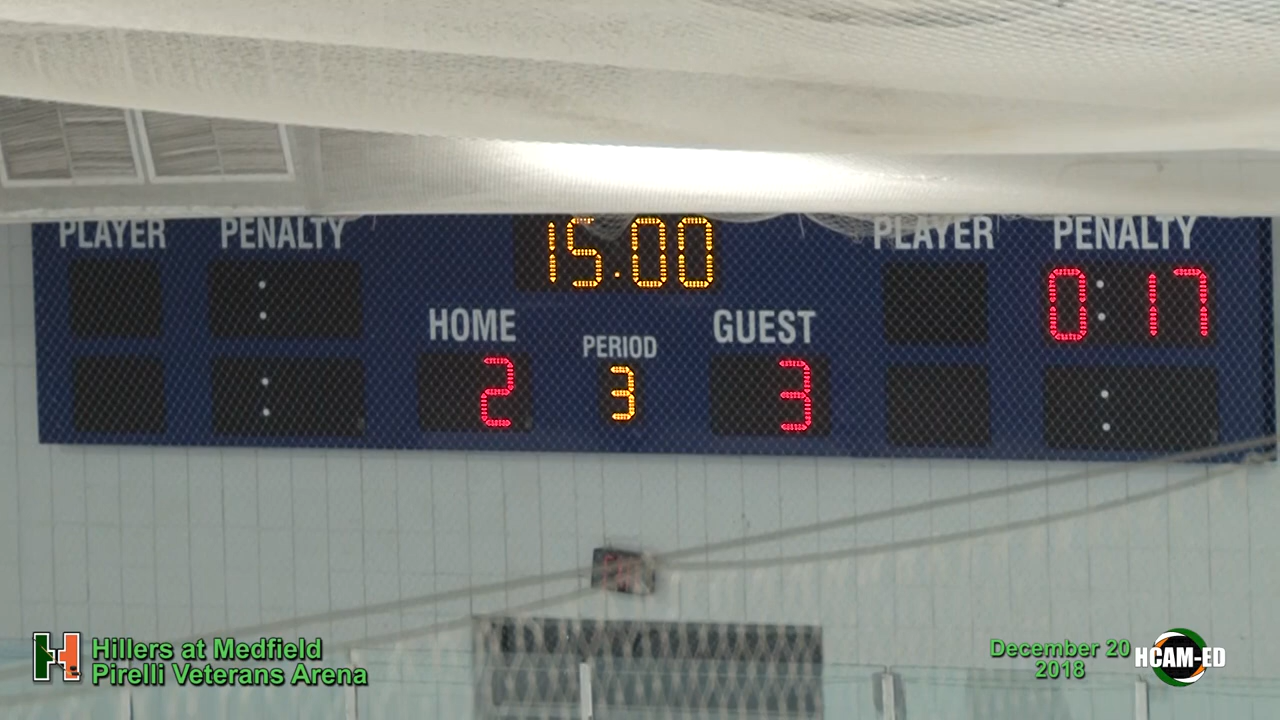 PLAYER PENALTY 15.00 PLAYER PENALTY
: 0:17
HOME PERIOD GUEST
2 3 3
: :
H Hillers at Medfield
Pirelli Veterans Arena
December 20
2018
HCAM-ED